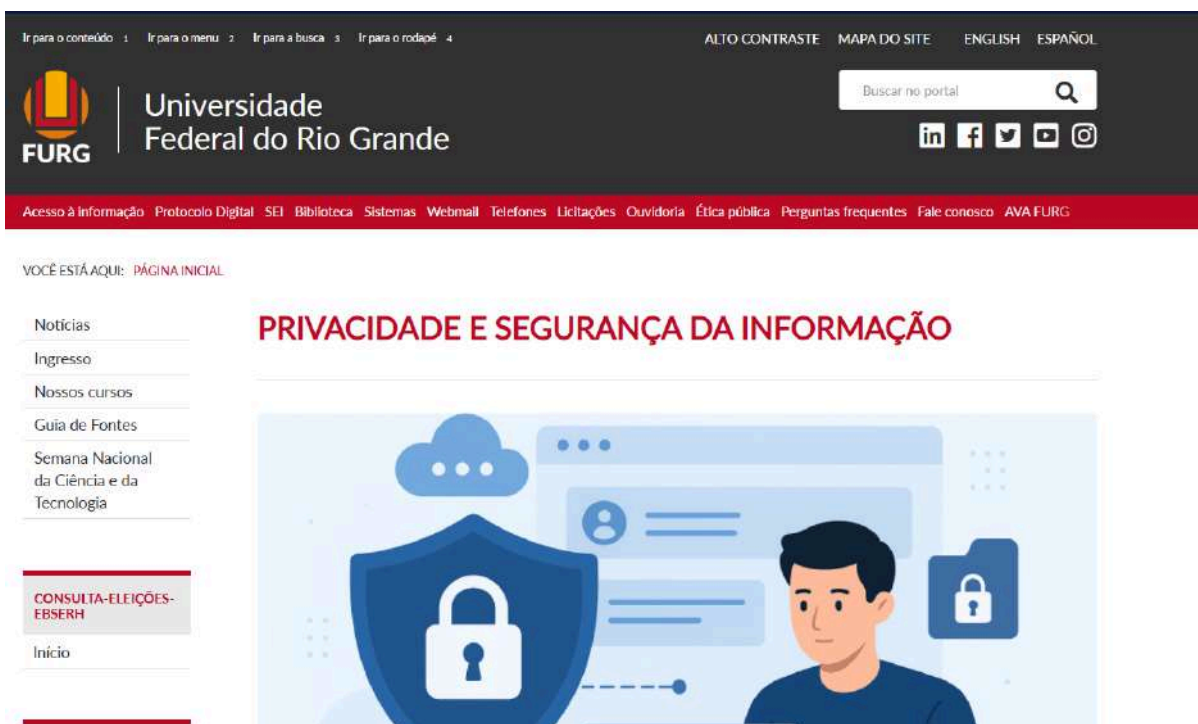 Ir para o conteúdo 1 Ir para o menu 2 Ir para a busca 3 Ir para o rodapé 4 ALTO CONTRASTE MAPA DO SITE ENGLISH ESPAÑOL
Buscar no portal
FURG
Universidade
Federal do Rio Grande
Acesso à informação Protocolo Digital SEI Biblioteca Sistemas Webmail Telefones Licitações Ouvidoria Ética pública Perguntas frequentes Fale conosco AVA FURG
VOCÊ ESTÁ AQUI: PÁGINA INICIAL
Notícias
Ingresso
Nossos cursos
Guia de Fontes
Semana Nacional
da Ciência e da
Tecnologia
CONSULTA-ELEIÇÕES-
EBSERH
Início
PRIVACIDADE E SEGURANÇA DA INFORMAÇÃO